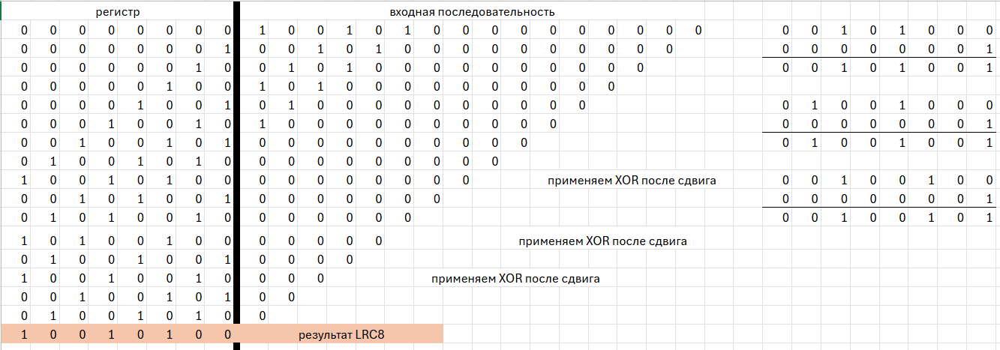 регистр входная последовательность
0 0 0 0 0 0 0 0 1 0 0 1 0 1 0 0 0 0 0 0 0 0 0 0 0 1 0 1 0 0 0
0 0 0 0 0 0 0 1 0 0 1 0 1 0 0 0 0 0 0 0 0 0 0 0 0 0 0 0 0 1
0 0 0 0 0 0 1 0 0 1 0 1 0 0 0 0 0 0 0 0 0 0 0 1 0 1 0 0 1
0 0 0 0 0 1 0 0 1 0 1 0 0 0 0 0 0 0 0 0 0
0 0 0 0 1 0 0 1 0 1 0 0 0 0 0 0 0 0 0 0 0 1 0 0 1 0 0 0
0 0 0 1 0 0 1 0 1 0 0 0 0 0 0 0 0 0 0 0 0 0 0 0 0 0 1
0 0 1 0 0 1 0 1 0 0 0 0 0 0 0 0 0 0 0 1 0 0 1 0 0 1
0 1 0 0 1 0 1 0 0 0 0 0 0 0 0 0 0
1 0 0 1 0 1 0 0 0 0 0 0 0 0 0 0 применяем XOR после сдвига 0 0 1 0 0 1 0 0
0 0 1 0 1 0 0 1 0 0 0 0 0 0 0 0 0 0 0 0 0 0 1
0 1 0 1 0 0 1 0 0 0 0 0 0 0 0 0 1 0 0 1 0 1
1 0 1 0 0 1 0 0 0 0 0 0 0 применяем XOR после сдвига
0 1 0 0 1 0 0 1 0 0 0 0
1 0 0 1 0 0 1 0 0 0 0 применяем XOR после сдвига
0 0 1 0 0 1 0 1 0 0
0 1 0 0 1 0 1 0 0
1 0 0 1 0 1 0 0 результат LRC8